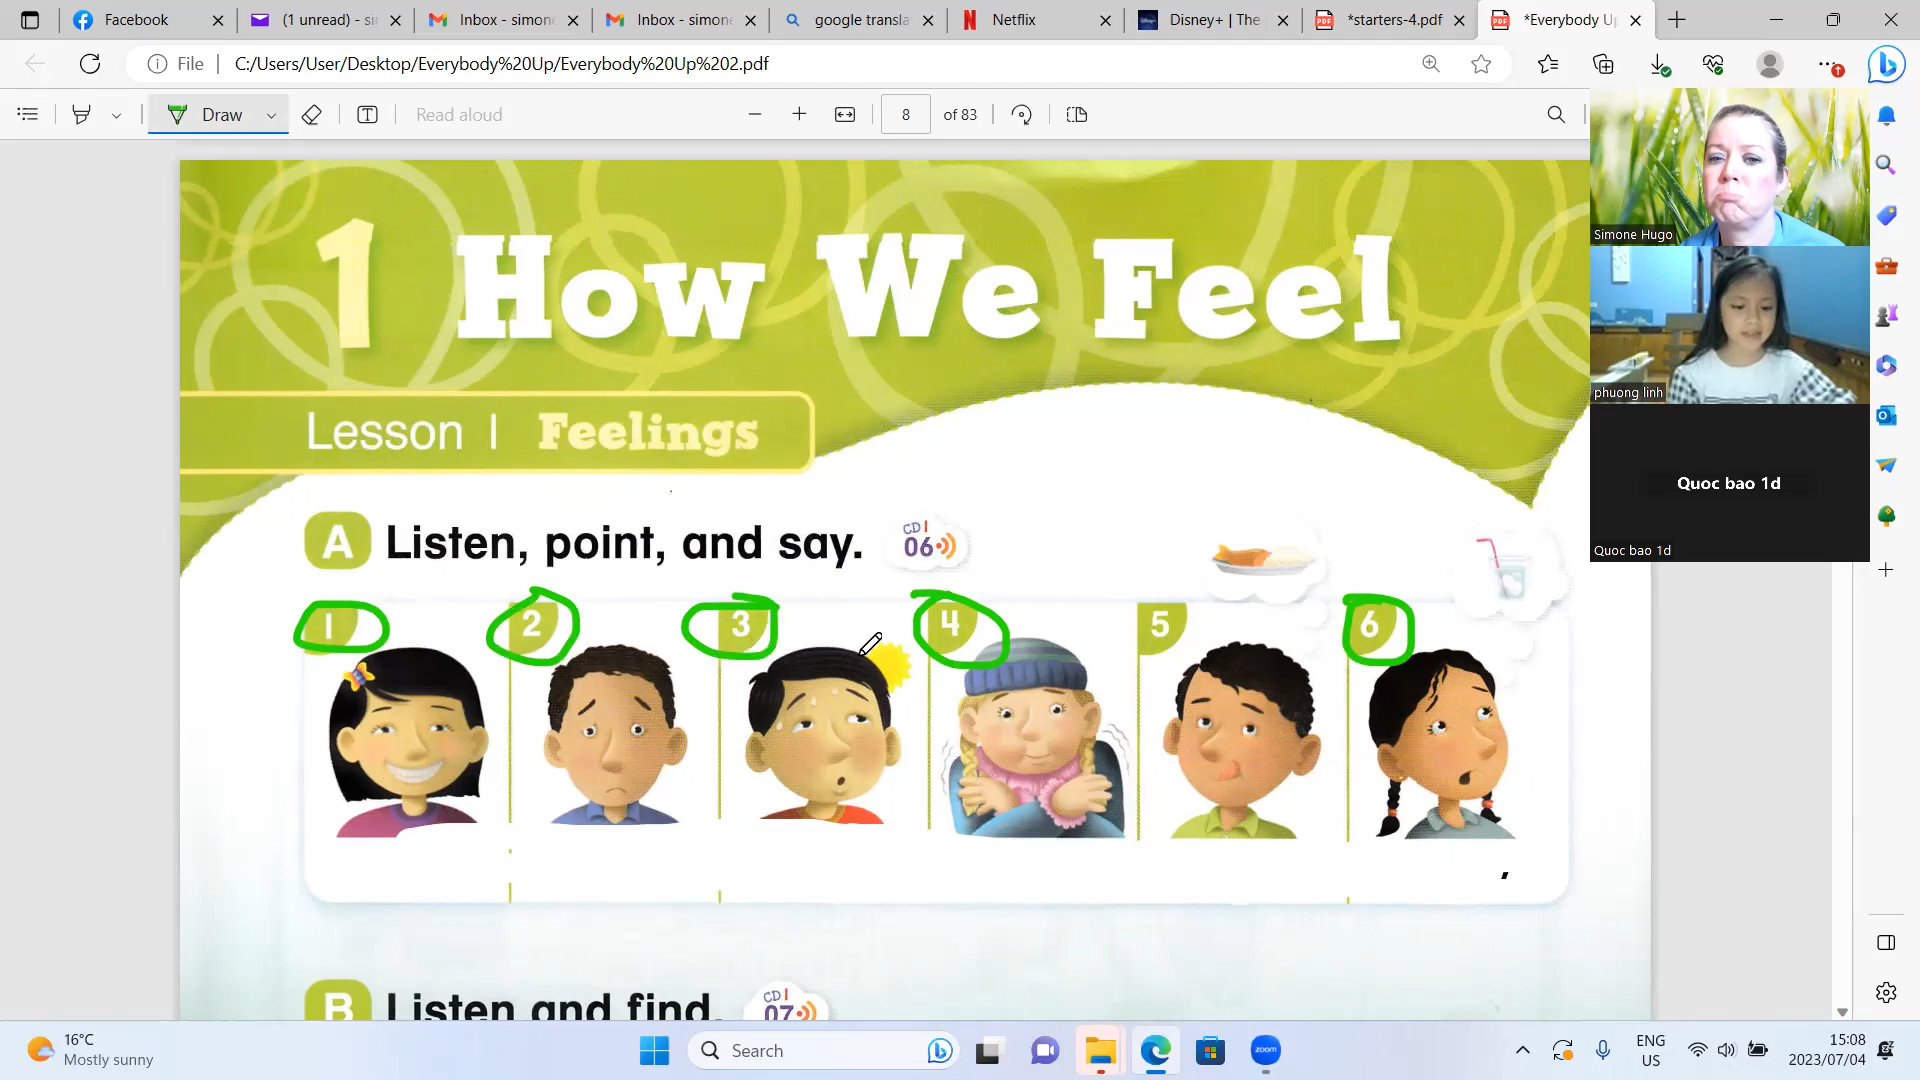 Facebook
(1 unread) - si
Inbox - simone
Inbox - simone
google transla
Netflix
Disney+ | The
*starters-4.pdf
*Everybody Up
File
C:/Users/User/Desktop/Everybody%20Up/Everybody%20Up%202.pdf
Draw
Read aloud
8
of 83
1 How We Feel
Lesson 1 Feelings
A Listen, point, and say.
CD 1
06
1
2
3
4
5
6
B Listen and find.
CD 1
07
Simone Hugo
phuong linh
Quoc bao 1d
Quoc bao 1d
16°C
Mostly sunny
Search
zoom
ENG
US
15:08
2023/07/04